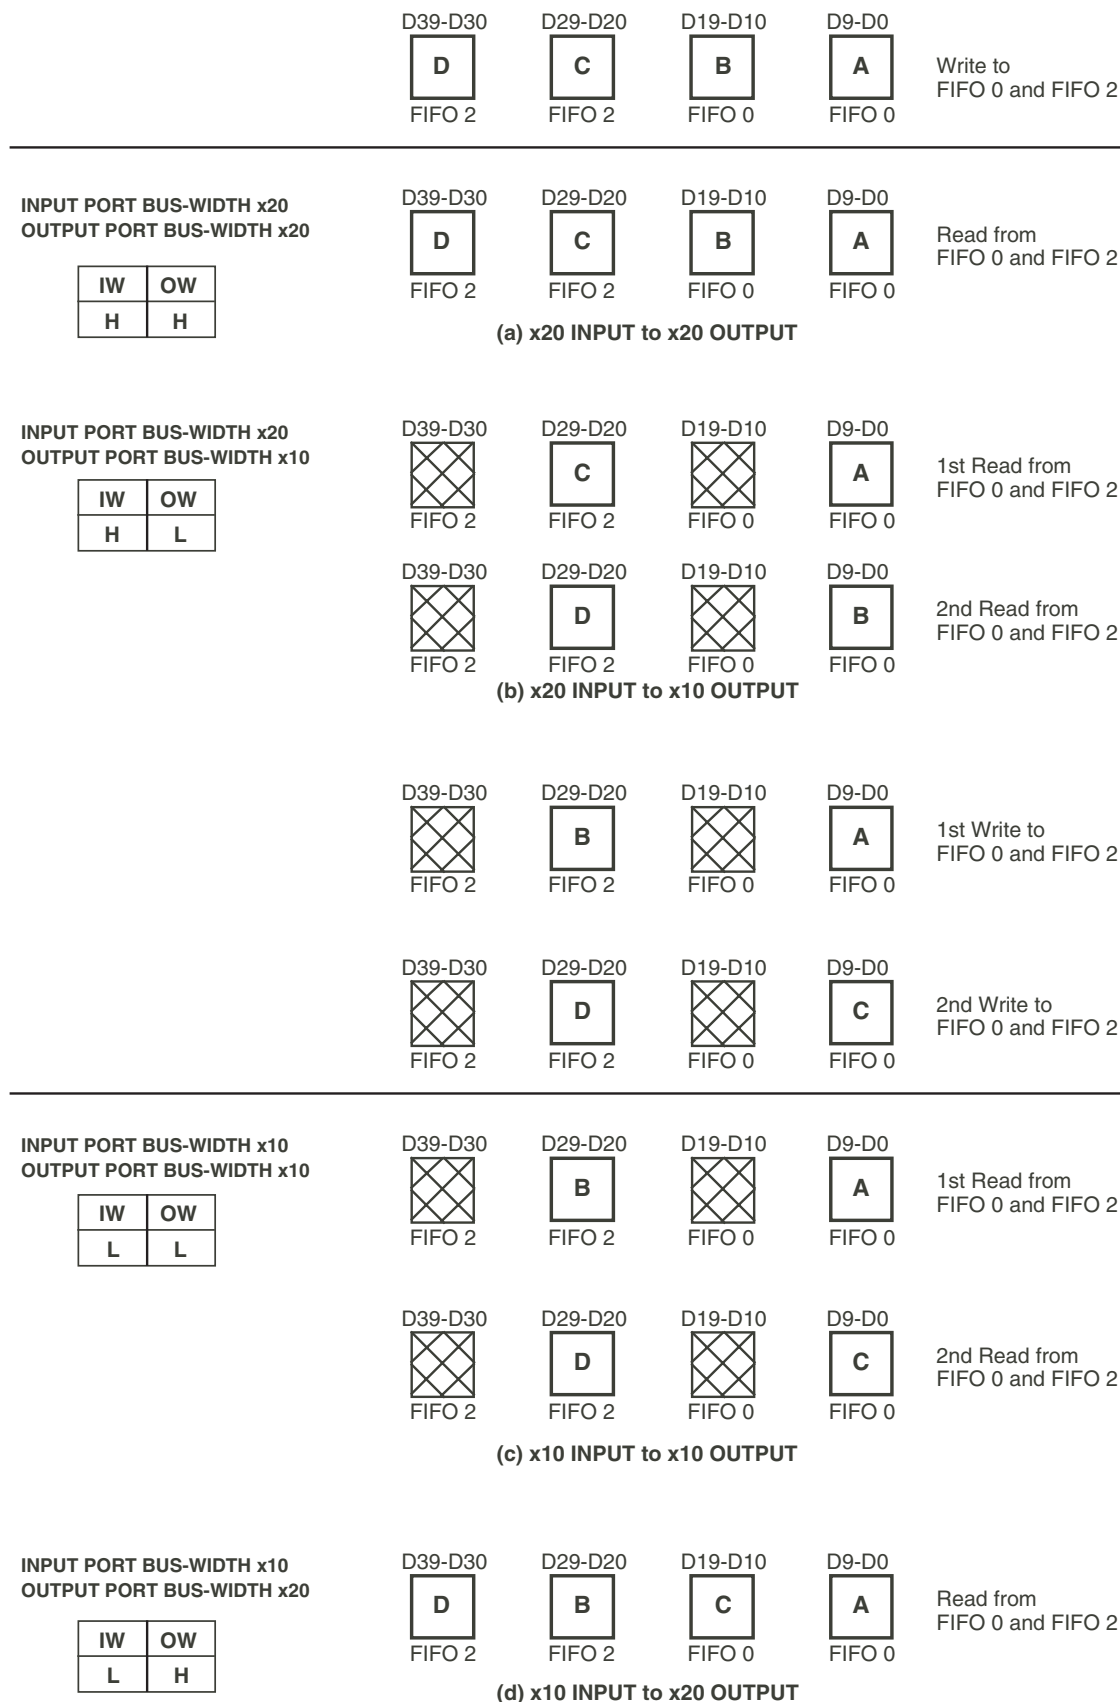 D39-D30 D29-D20 D19-D10 D9-D0
D C B A
Write to
FIFO 0 and FIFO 2
FIFO 2 FIFO 2 FIFO 0 FIFO 0
INPUT PORT BUS-WIDTH x20
OUTPUT PORT BUS-WIDTH x20
IW OW
H H
D39-D30 D29-D20 D19-D10 D9-D0
D C B A
Read from
FIFO 0 and FIFO 2
FIFO 2 FIFO 2 FIFO 0 FIFO 0
(a) x20 INPUT to x20 OUTPUT
INPUT PORT BUS-WIDTH x20
OUTPUT PORT BUS-WIDTH x10
IW OW
H L
D39-D30 D29-D20 D19-D10 D9-D0
C A
1st Read from
FIFO 0 and FIFO 2
FIFO 2 FIFO 2 FIFO 0 FIFO 0
D39-D30 D29-D20 D19-D10 D9-D0
D B
2nd Read from
FIFO 0 and FIFO 2
FIFO 2 FIFO 2 FIFO 0 FIFO 0
(b) x20 INPUT to x10 OUTPUT
D39-D30 D29-D20 D19-D10 D9-D0
B A
1st Write to
FIFO 0 and FIFO 2
FIFO 2 FIFO 2 FIFO 0 FIFO 0
D39-D30 D29-D20 D19-D10 D9-D0
D C
2nd Write to
FIFO 0 and FIFO 2
FIFO 2 FIFO 2 FIFO 0 FIFO 0
INPUT PORT BUS-WIDTH x10
OUTPUT PORT BUS-WIDTH x10
IW OW
L L
D39-D30 D29-D20 D19-D10 D9-D0
B A
1st Read from
FIFO 0 and FIFO 2
FIFO 2 FIFO 2 FIFO 0 FIFO 0
D39-D30 D29-D20 D19-D10 D9-D0
D C
2nd Read from
FIFO 0 and FIFO 2
FIFO 2 FIFO 2 FIFO 0 FIFO 0
(c) x10 INPUT to x10 OUTPUT
INPUT PORT BUS-WIDTH x10
OUTPUT PORT BUS-WIDTH x20
IW OW
L H
D39-D30 D29-D20 D19-D10 D9-D0
D B C A
Read from
FIFO 0 and FIFO 2
FIFO 2 FIFO 2 FIFO 0 FIFO 0
(d) x10 INPUT to x20 OUTPUT